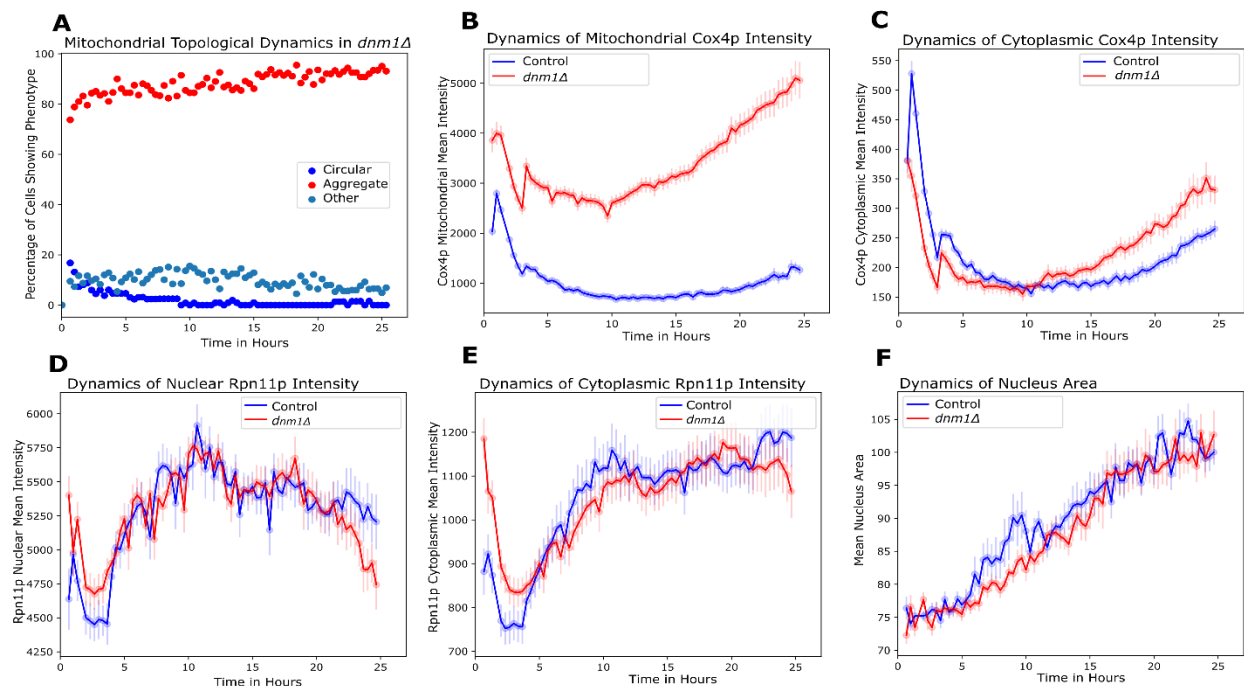 A
Mitochondrial Topological Dynamics in dnm1Δ
100
80
60
40
20
0
Percentage of Cells Showing Phenotype
Circular
Aggregate
Other
0
5
10
15
20
25
Time in Hours
B
Dynamics of Mitochondrial Cox4p Intensity
Control
dnm1Δ
5000
4000
3000
2000
1000
Cox4p Mitochondrial Mean Intensity
0
5
10
15
20
25
Time in Hours
C
Dynamics of Cytoplasmic Cox4p Intensity
Control
dnm1Δ
550
500
450
400
350
300
250
200
150
Cox4p Cytoplasmic Mean Intensity
0
5
10
15
20
25
Time in Hours
D
Dynamics of Nuclear Rpn11p Intensity
Control
dnm1Δ
6000
5750
5500
5250
5000
4750
4500
4250
Rpn11p Nuclear Mean Intensity
0
5
10
15
20
25
Time in Hours
E
Dynamics of Cytoplasmic Rpn11p Intensity
Control
dnm1Δ
1200
1100
1000
900
800
700
Rpn11p Cytoplasmic Mean Intensity
0
5
10
15
20
25
Time in Hours
F
Dynamics of Nucleus Area
Control
dnm1Δ
105
100
95
90
85
80
75
70
Mean Nucleus Area
0
5
10
15
20
25
Time in Hours